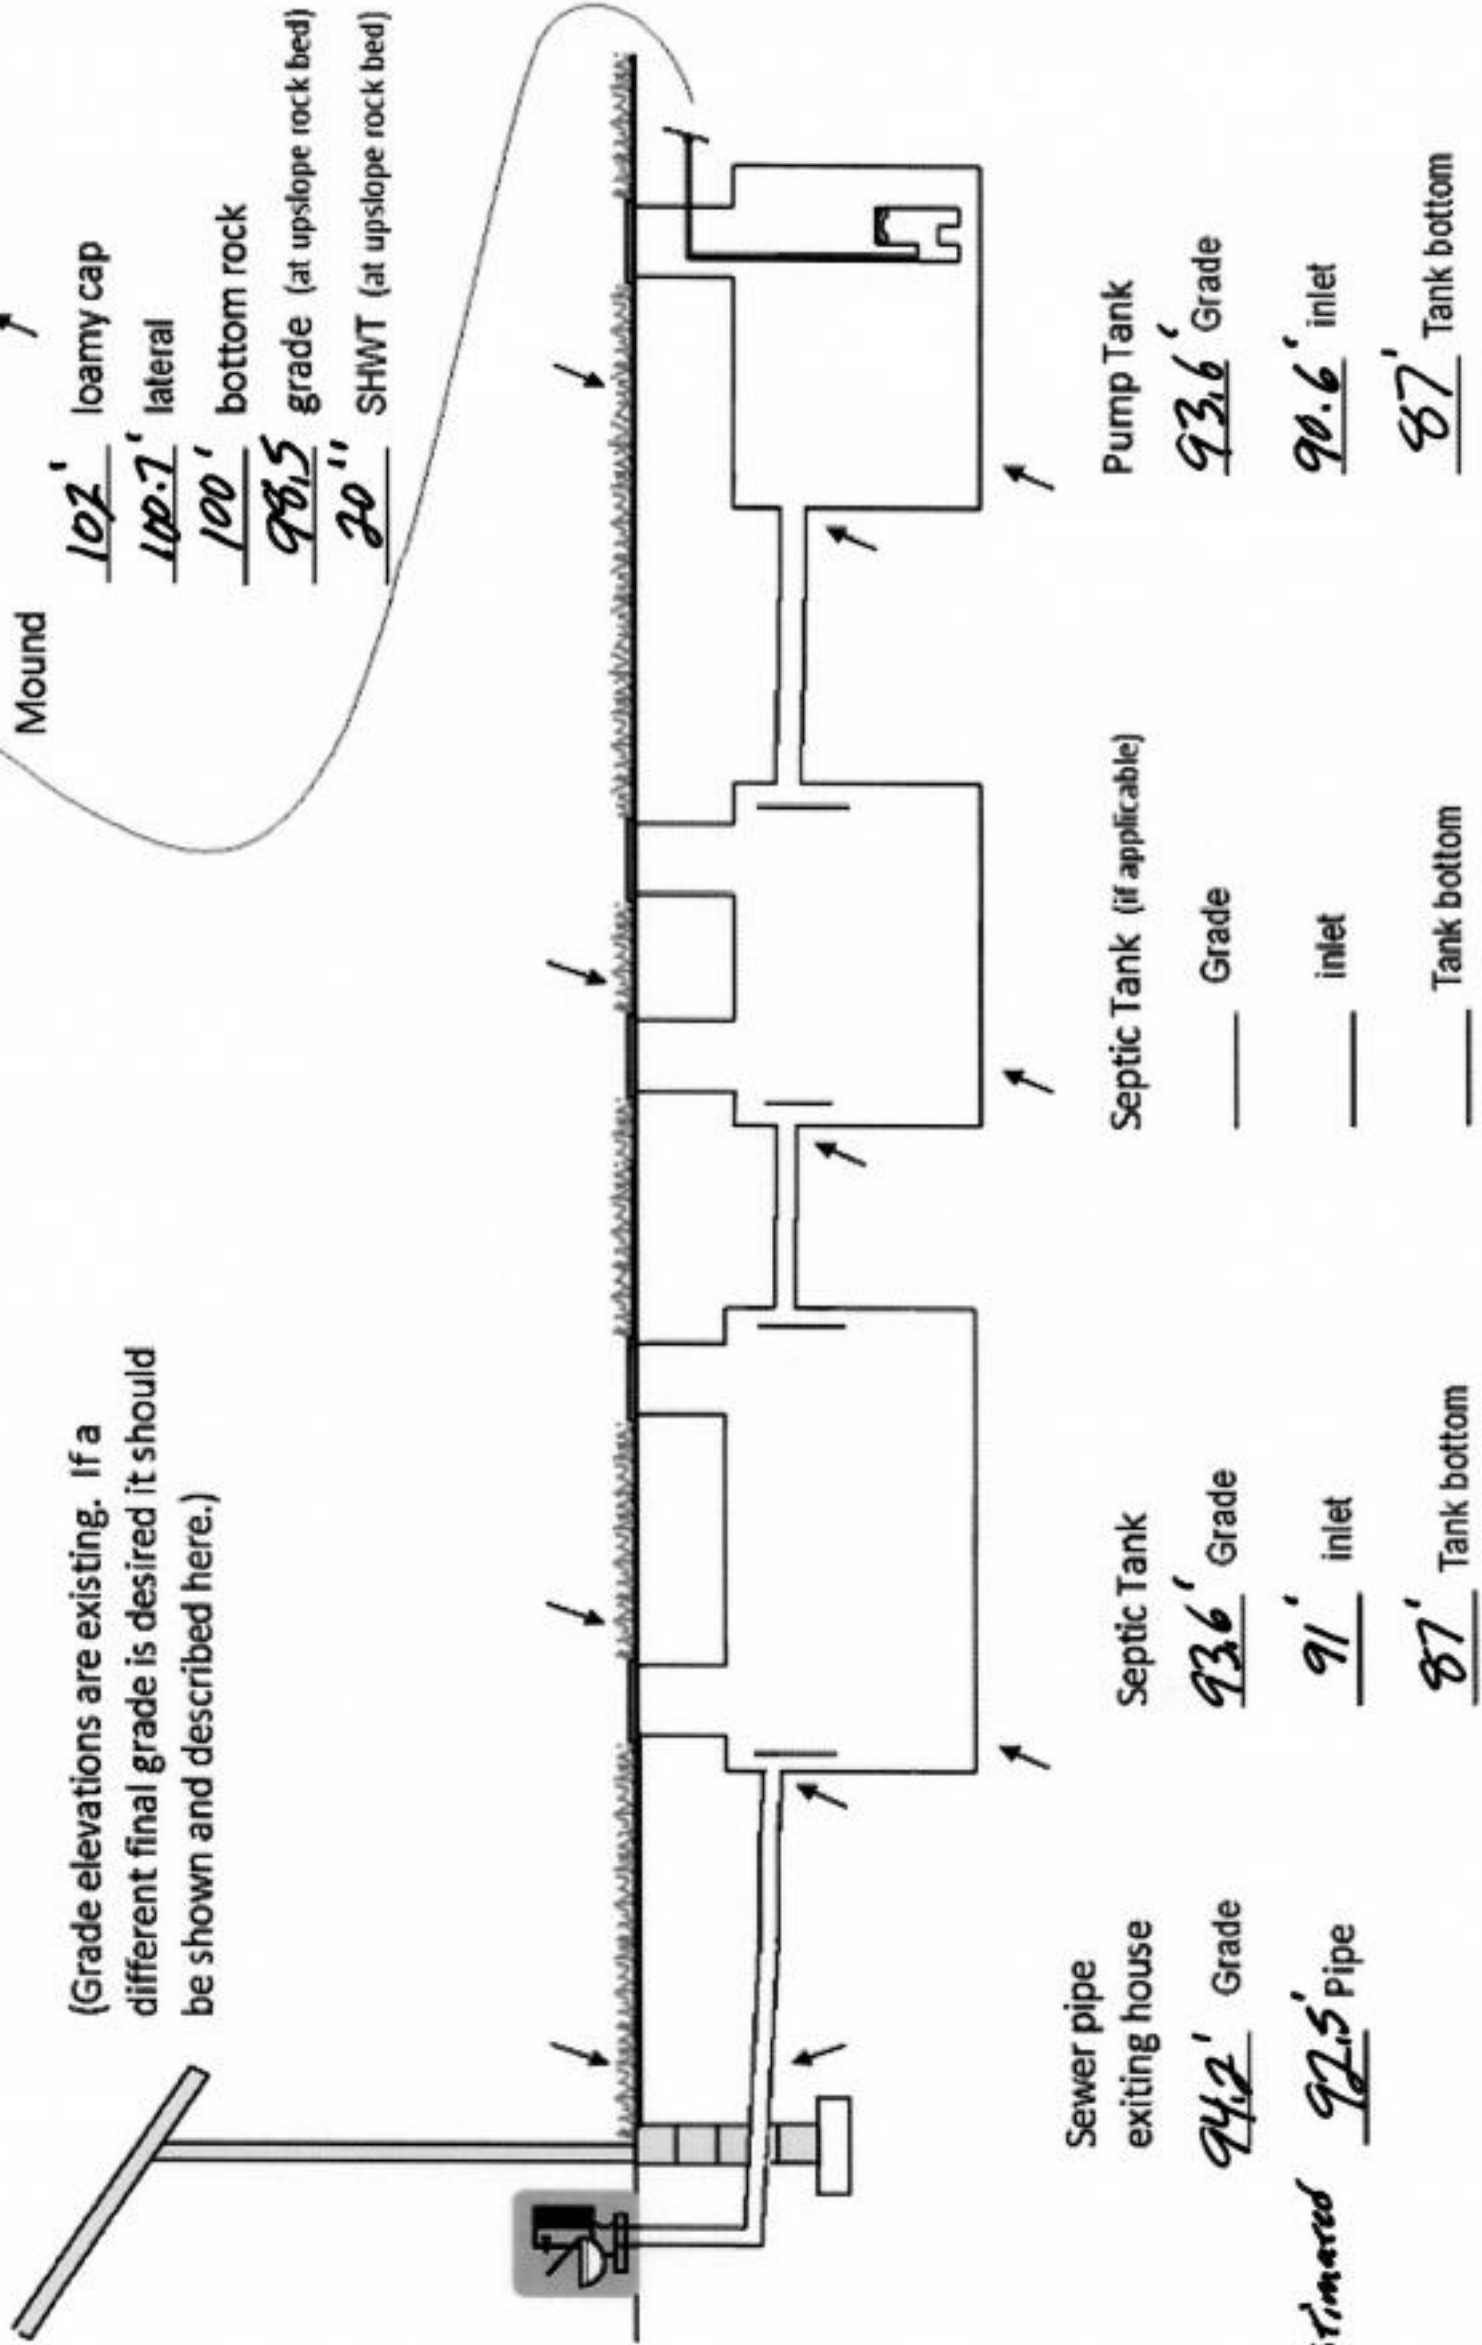 (Grade elevations are existing. If a
different final grade is desired it should
be shown and described here.)
Mound
102' loamy cap
100.7' lateral
100' bottom rock
98.5 grade (at upslope rock bed)
20" SHWT (at upslope rock bed)
Sewer pipe
exiting house
94.2' Grade
92.5' Pipe
Septic Tank
93.6' Grade
91' inlet
87' Tank bottom
Septic Tank (if applicable)
Grade
inlet
Tank bottom
Pump Tank
93.6' Grade
90.6' inlet
87' Tank bottom